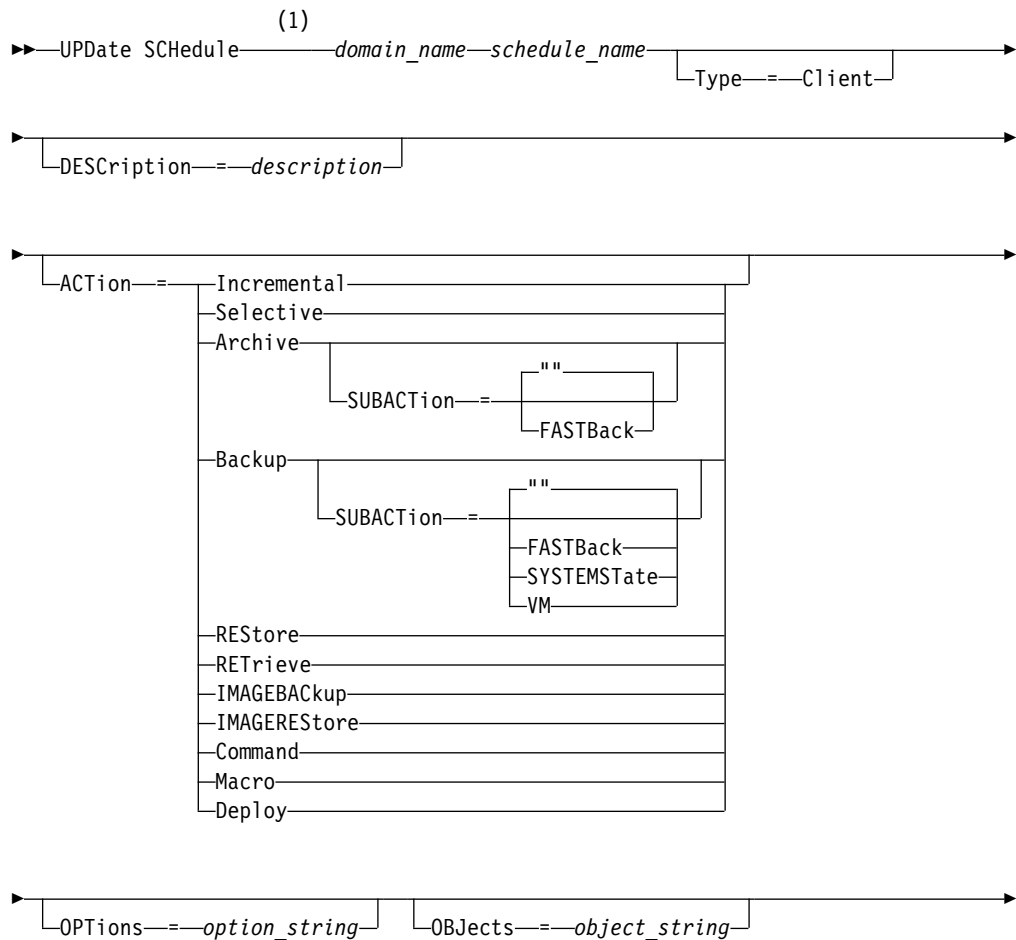 (1)
UPDate SCHedule domain_name schedule_name
Type = Client
DESCription = description
ACTion = Incremental
Selective
Archive
""
SUBACTion =
FASTBack
Backup
""
SUBACTion =
FASTBack
SYSTEMSTate
VM
REStore
RETrieve
IMAGEBACkup
IMAGEREStore
Command
Macro
Deploy
OPTions = option_string OBJects = object_string